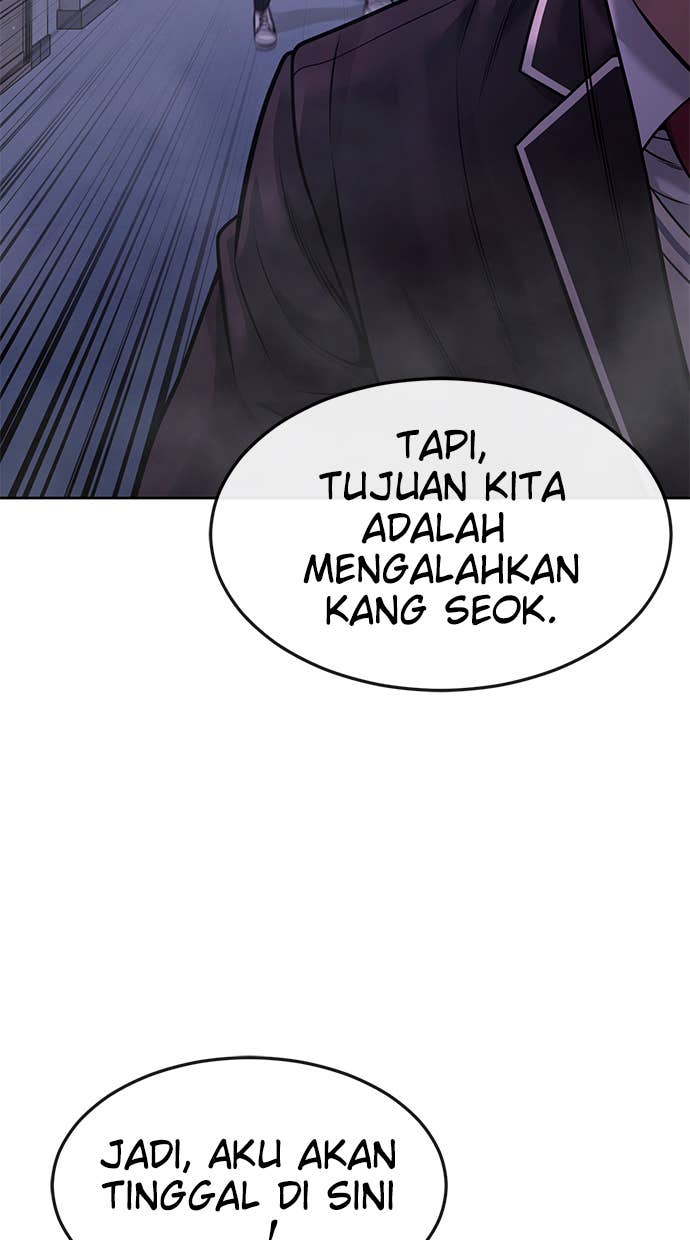 TAPI,
TUJUAN KITA
ADALAH
MENGALAHKAN
KANG SEOK.
JADI, AKU AKAN
TINGGAL DI SINI